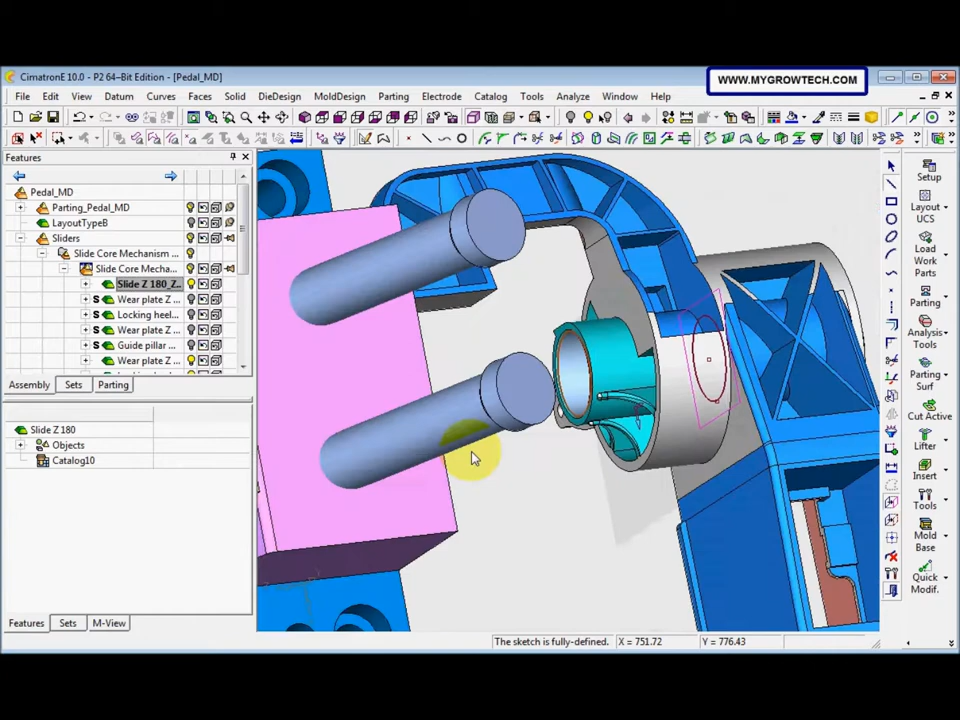 CimatronE 10.0 - P2 64-Bit Edition - [Pedal_MD]
WWW.MYGROWTECH.COM
File Edit View Datum Curves Faces Solid DieDesign MoldDesign Parting Electrode Catalog Tools Analyze Window Help
Features
Pedal_MD
Parting_Pedal_MD
LayoutTypeB
Sliders
Slide Core Mechanism ...
Slide Core Mecha...
Slide Z 180_Z...
S Wear plate Z ...
S Locking heel...
S Wear plate Z ...
S Guide pillar ...
Wear plate Z ...
Assembly Sets Parting
Slide Z 180
Objects
Catalog10
Features Sets M-View
Setup
Layout
UCS
Load
Work
Parts
Parting
Analysis
Tools
Parting
Surf
Cut Active
Lifter
Insert
Tools
Mold
Base
Quick
Modif.
The sketch is fully-defined. X = 751.72 Y = 776.43